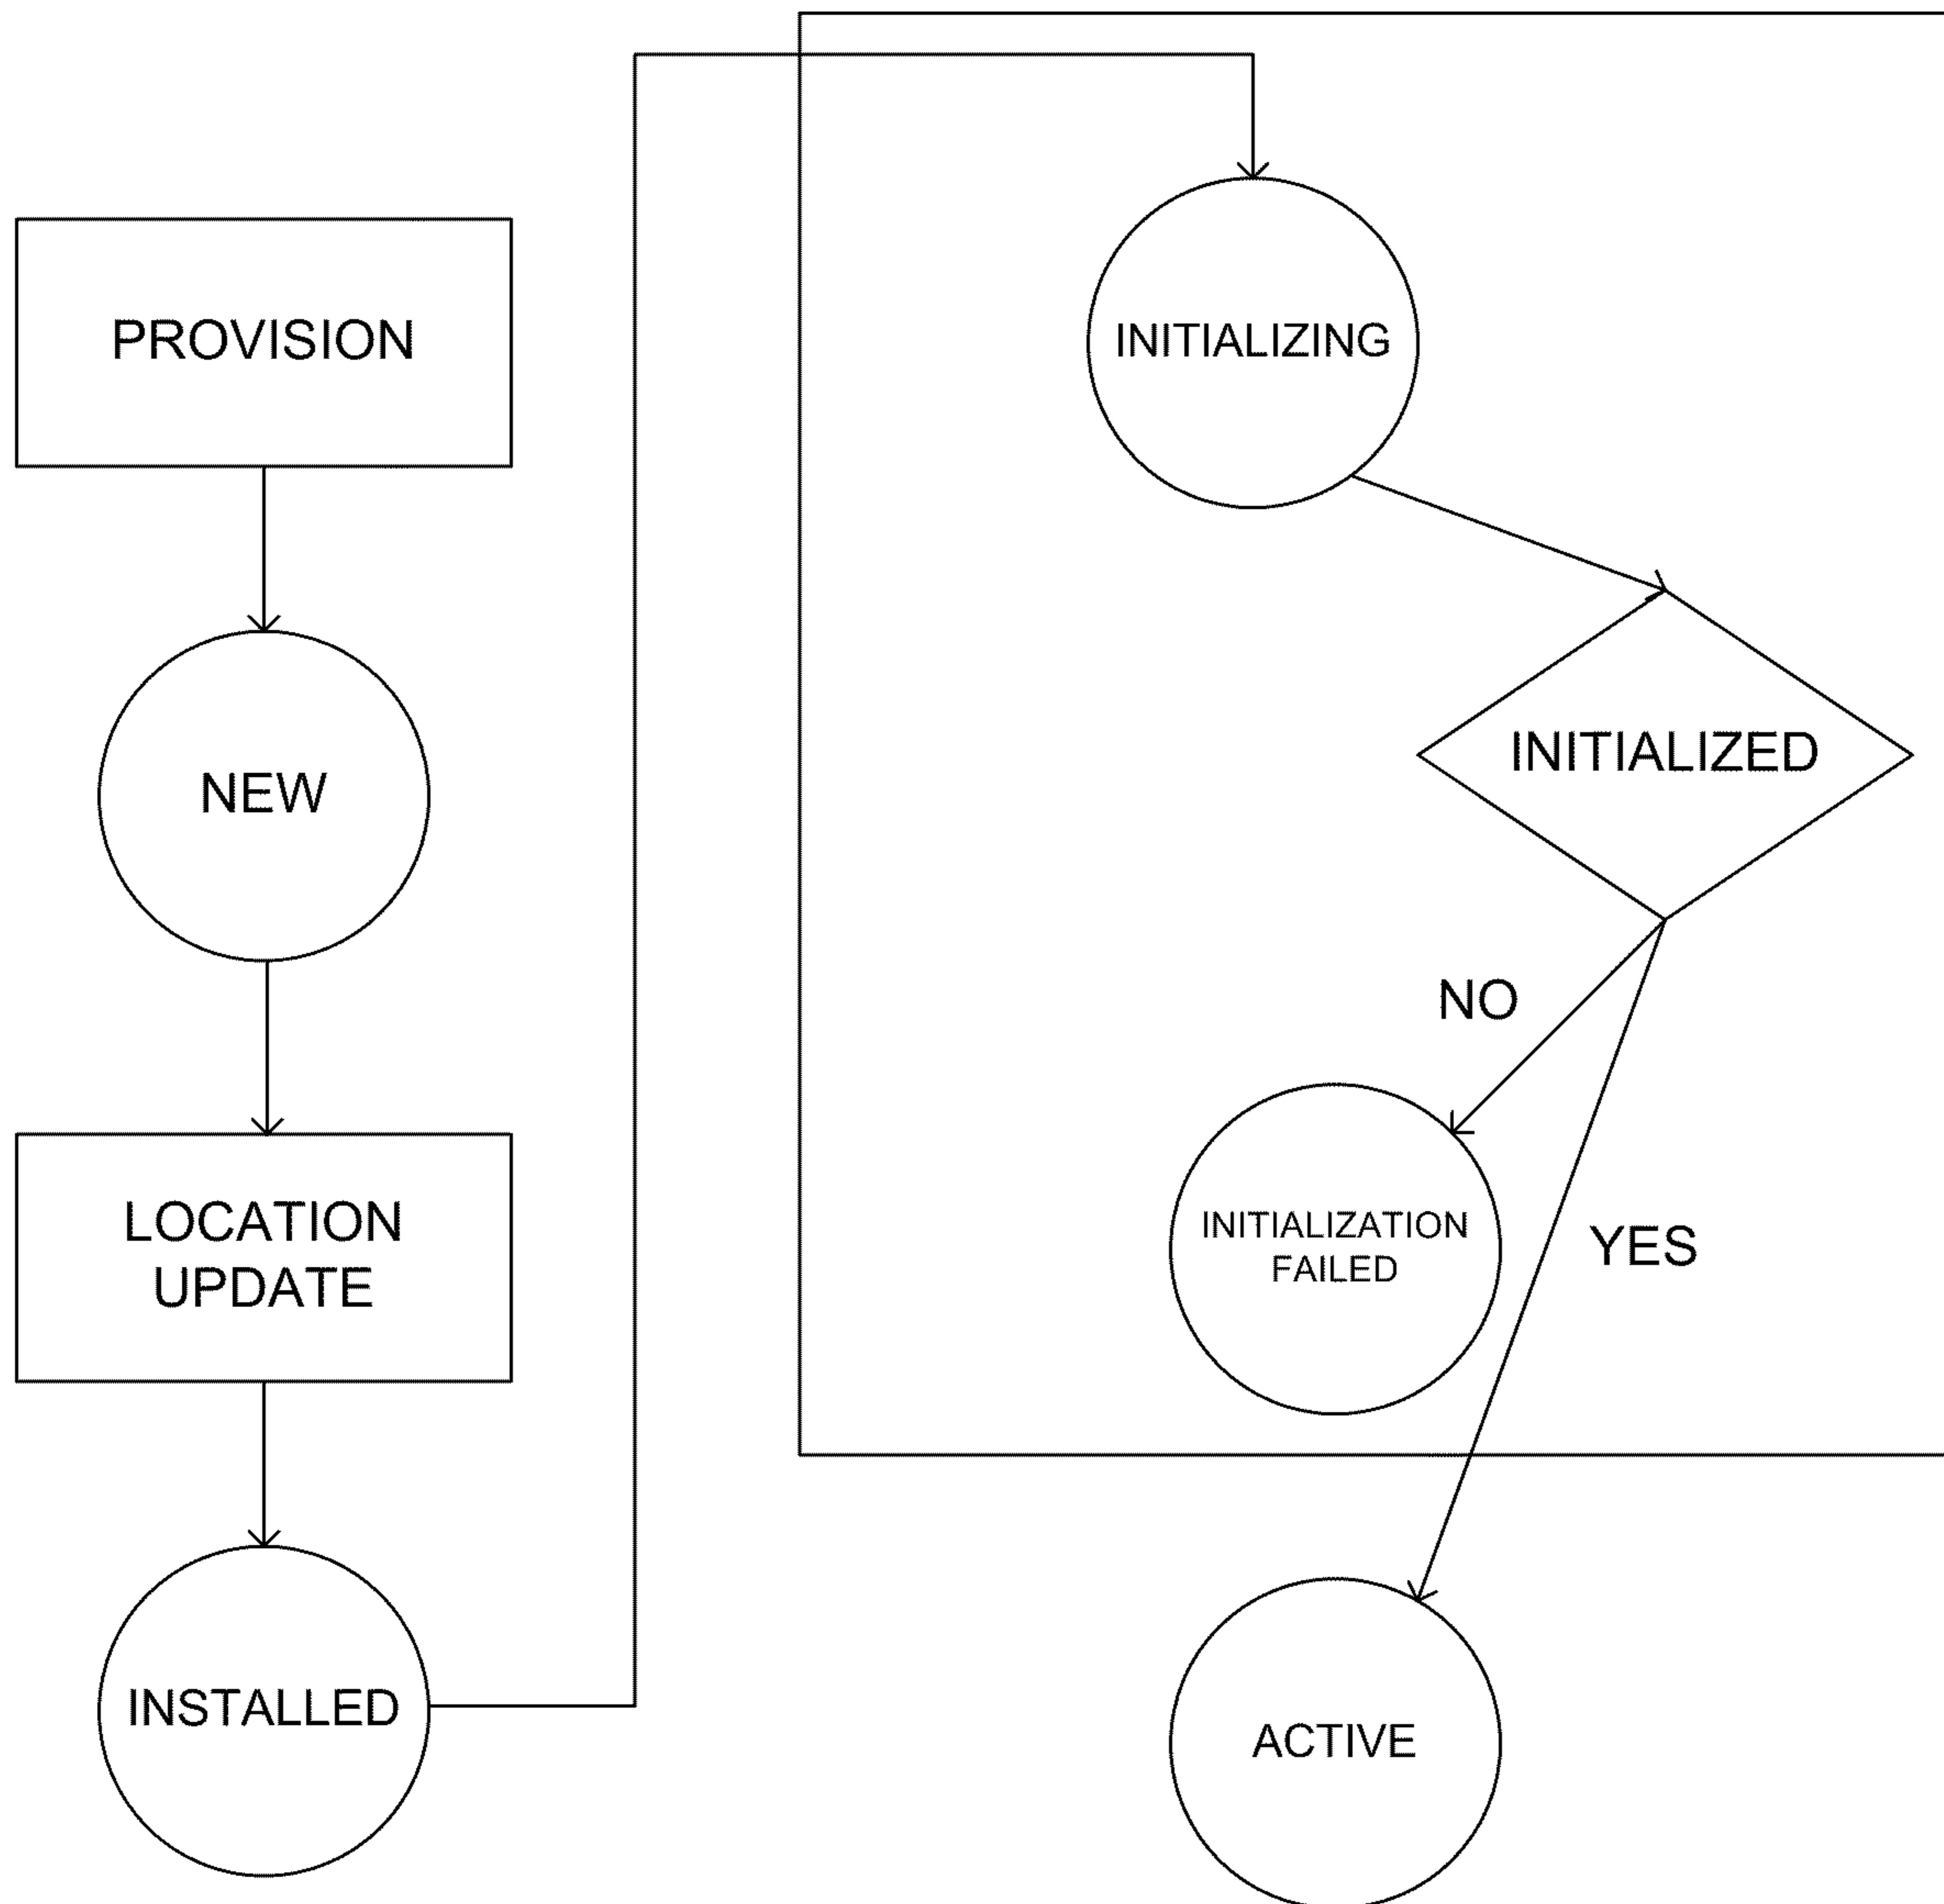 PROVISION
NEW
LOCATION
UPDATE
INSTALLED
INITIALIZING
INITIALIZED
NO
INITIALIZATION
FAILED
YES
ACTIVE